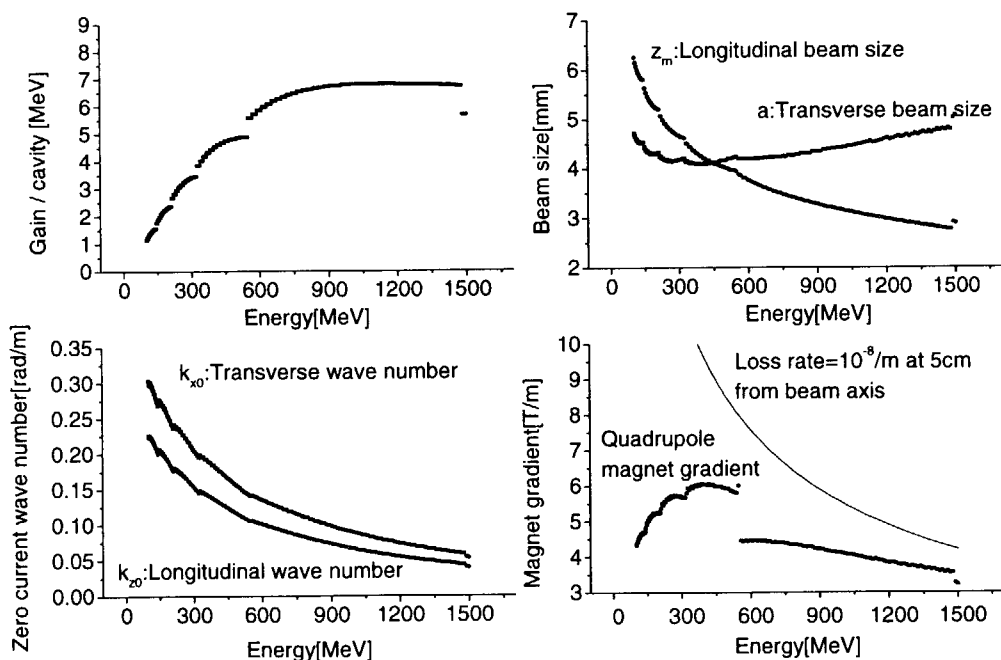 Gain / cavity [MeV]
9
8
7
6
5
4
3
2
1
0
0 300 600 900 1200 1500
Energy[MeV]
Beam size[mm]
6
5
4
3
2
z_m:Longitudinal beam size
a:Transverse beam size
0 300 600 900 1200 1500
Energy[MeV]
Zero current wave number[rad/m]
0.35
0.30
0.25
0.20
0.15
0.10
0.05
0.00
k_x0:Transverse wave number
k_z0:Longitudinal wave number
0 300 600 900 1200 1500
Energy[MeV]
Magnet gradient[T/m]
10
9
8
7
6
5
4
3
Loss rate=10⁻⁸/m at 5cm
from beam axis
Quadrupole
magnet gradient
0 300 600 900 1200 1500
Energy[MeV]